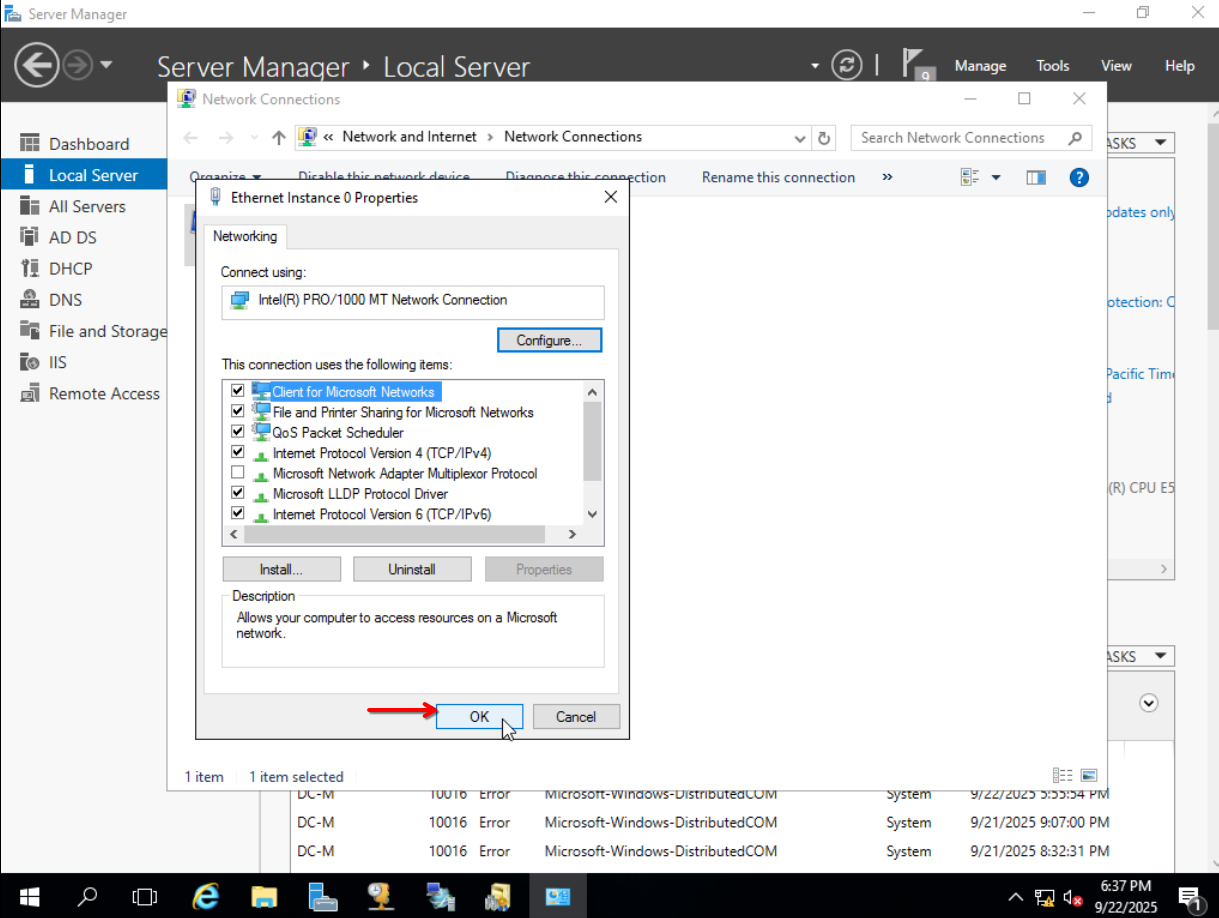 Server Manager
Server Manager ‣ Local Server
9
Manage
Tools
View
Help
Dashboard
Local Server
All Servers
AD DS
DHCP
DNS
File and Storage
IIS
Remote Access
Network Connections
« Network and Internet › Network Connections
Search Network Connections
Organize
Disable this network device
Diagnose this connection
Rename this connection
»
?
Ethernet Instance 0 Properties
Networking
Connect using:
Intel(R) PRO/1000 MT Network Connection
Configure...
This connection uses the following items:
Client for Microsoft Networks
File and Printer Sharing for Microsoft Networks
QoS Packet Scheduler
Internet Protocol Version 4 (TCP/IPv4)
Microsoft Network Adapter Multiplexor Protocol
Microsoft LLDP Protocol Driver
Internet Protocol Version 6 (TCP/IPv6)
Install...
Uninstall
Properties
Description
Allows your computer to access resources on a Microsoft
network.
OK
Cancel
1 item
1 item selected
ASKS
pdates only
otection: C
Pacific Time
d
(R) CPU E5
ASKS
DC-M 10016 Error Microsoft-Windows-DistributedCOM System 9/22/2025 5:55:54 PM
DC-M 10016 Error Microsoft-Windows-DistributedCOM System 9/21/2025 9:07:00 PM
DC-M 10016 Error Microsoft-Windows-DistributedCOM System 9/21/2025 8:32:31 PM
6:37 PM
9/22/2025
1